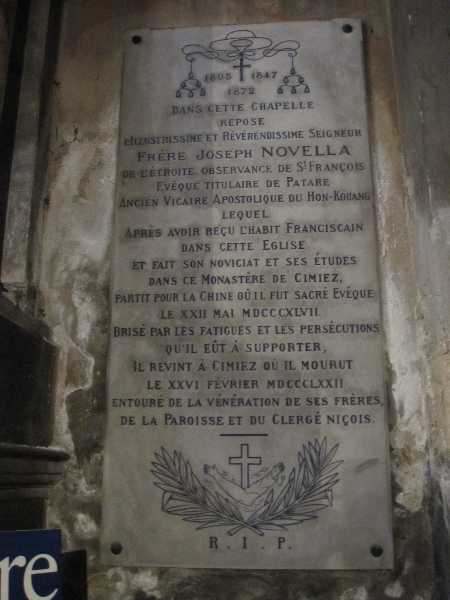 1805 1847
1872
DANS CETTE CHAPELLE
REPOSE
ILLUSTRISSIME ET RÉVÉRENDISSIME SEIGNEUR
FRÈRE JOSEPH NOVELLA
DE L'ÉTROITE OBSERVANCE DE ST FRANÇOIS
EVÊQUE TITULAIRE DE PATARE
ANCIEN VICAIRE APOSTOLIQUE DU HON-KOUANG
LEQUEL
APRÈS AVOIR REÇU L'HABIT FRANCISCAIN
DANS CETTE EGLISE
ET FAIT SON NOVICIAT ET SES ÉTUDES
DANS CE MONASTÈRE DE CIMIEZ,
PARTIT POUR LA CHINE OÙ IL FUT SACRÉ EVÊQUE
LE XXII MAI MDCCCXLVII.
BRISÉ PAR LES FATIGUES ET LES PERSÉCUTIONS
QU'IL EÛT À SUPPORTER,
IL REVINT À CIMIEZ OÙ IL MOURUT
LE XXVI FÉVRIER MDCCCLXXII
ENTOURÉ DE LA VÉNÉRATION DE SES FRÈRES,
DE LA PAROISSE ET DU CLERGÉ NIÇOIS.
R. I. P.
re